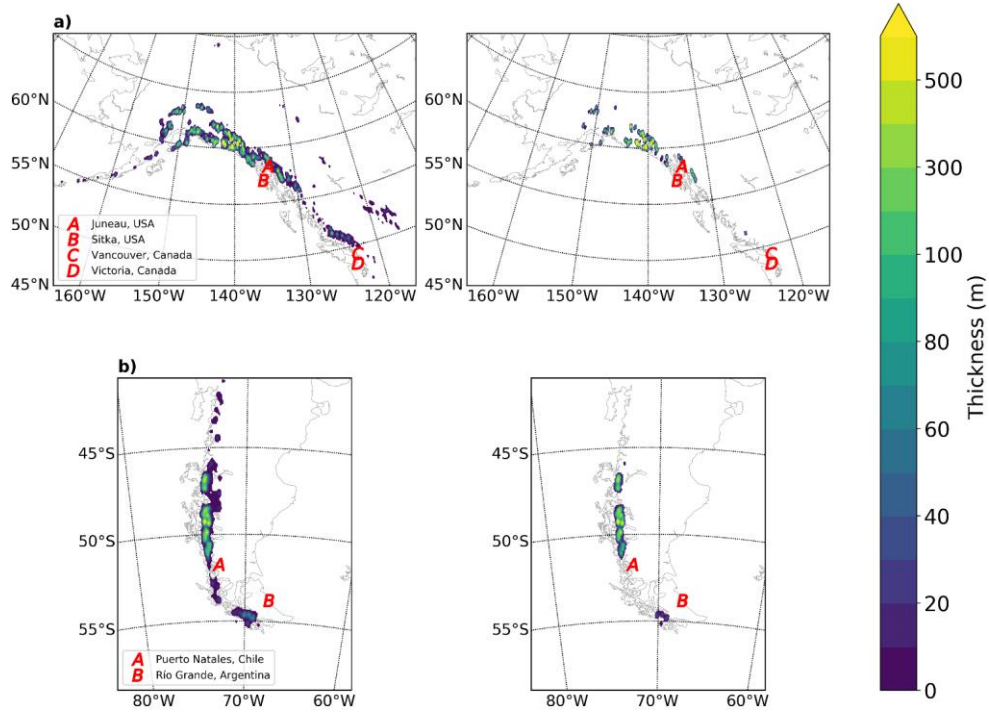 a)
60°N
55°N
50°N
45°N
A Juneau, USA
B Sitka, USA
C Vancouver, Canada
D Victoria, Canada
A
B
C
D
160°W 150°W 140°W 130°W 120°W
60°N
55°N
50°N
45°N
A
B
C
D
160°W 150°W 140°W 130°W 120°W
b)
45°S
50°S
55°S
A
B
A Puerto Natales, Chile
B Río Grande, Argentina
80°W 70°W 60°W
45°S
50°S
55°S
A
B
80°W 70°W 60°W
500
300
100
80
60
40
20
0
Thickness (m)